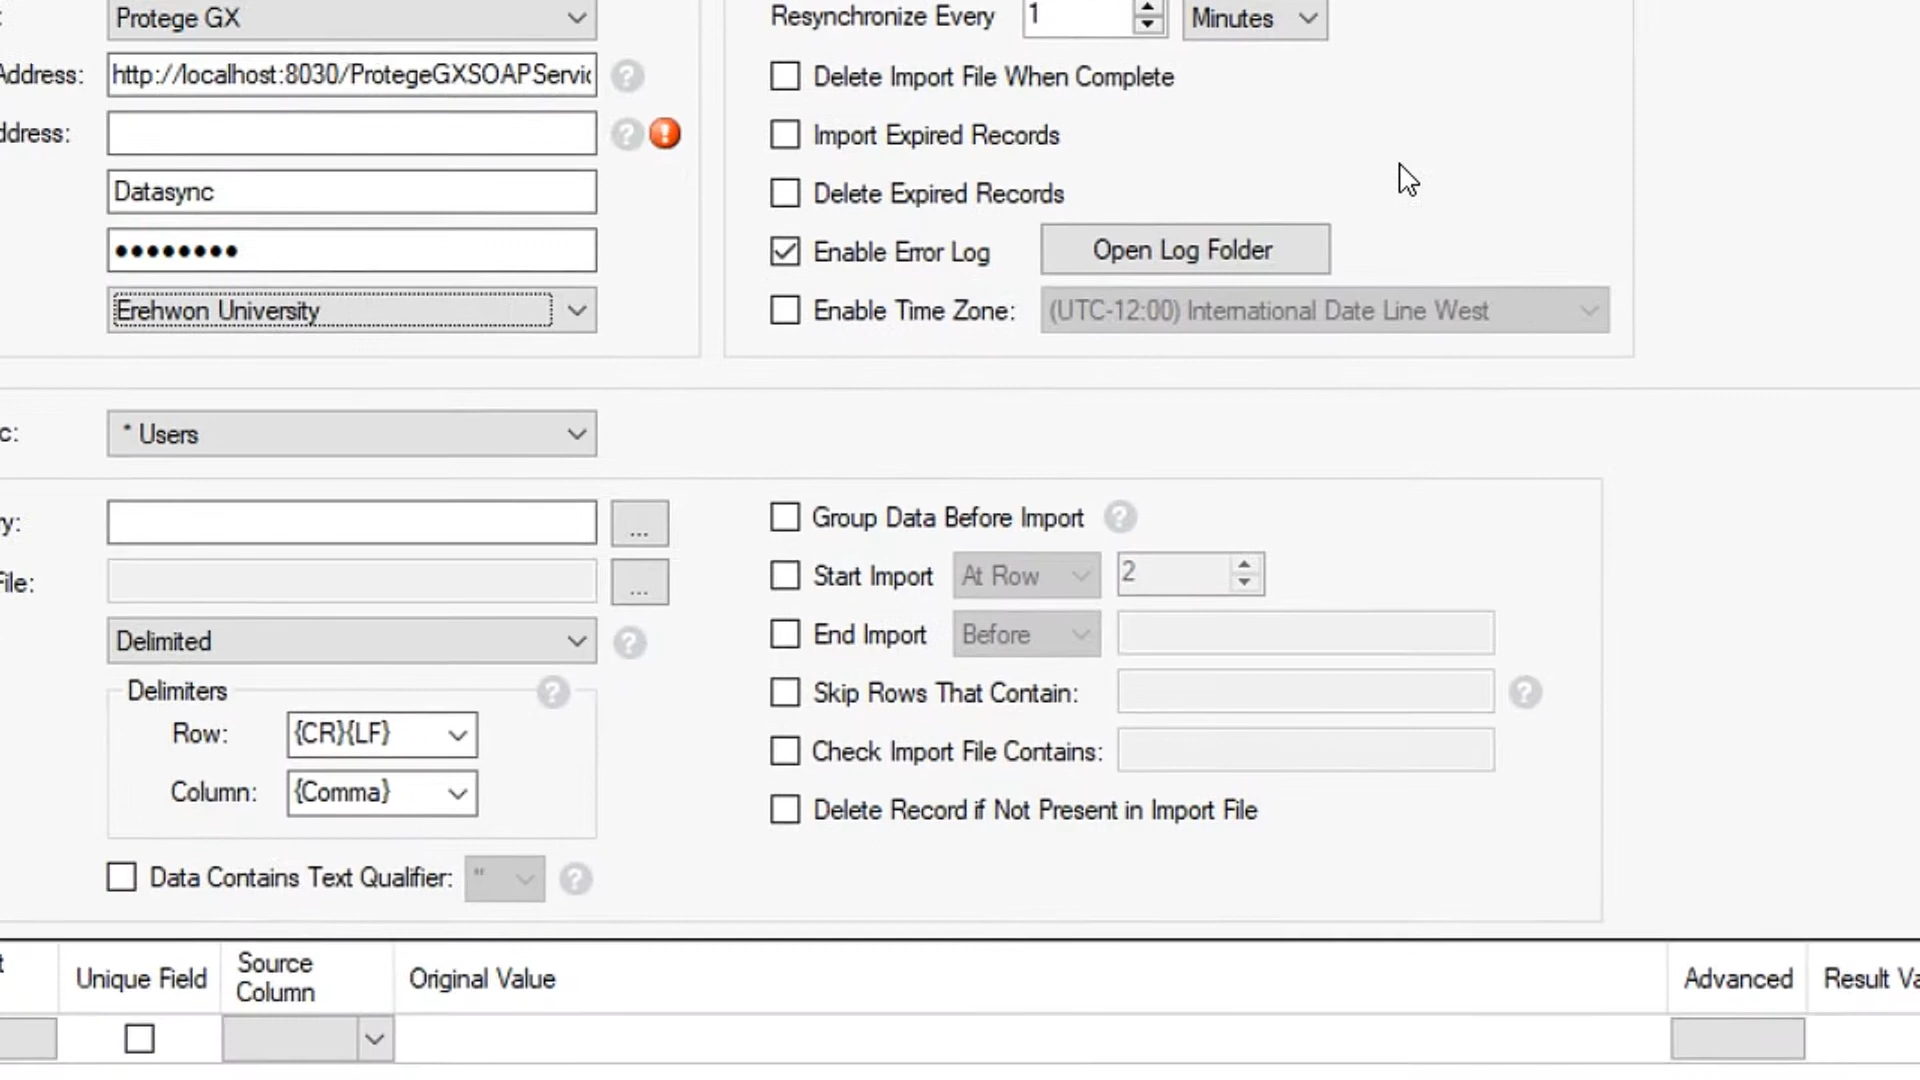 Protege GX
Address:
http://localhost:8030/ProtegeGXSOAPServic
ddress:
Datasync
Erehwon University
Resynchronize Every 1 Minutes
Delete Import File When Complete
Import Expired Records
Delete Expired Records
Enable Error Log Open Log Folder
Enable Time Zone: (UTC-12:00) International Date Line West
c: * Users
ry: ...
File: ...
Delimited
Delimiters
Row: {CR}{LF}
Column: {Comma}
Data Contains Text Qualifier: "
Group Data Before Import
Start Import At Row 2
End Import Before
Skip Rows That Contain:
Check Import File Contains:
Delete Record if Not Present in Import File
t Unique Field Source Column Original Value Advanced Result Va